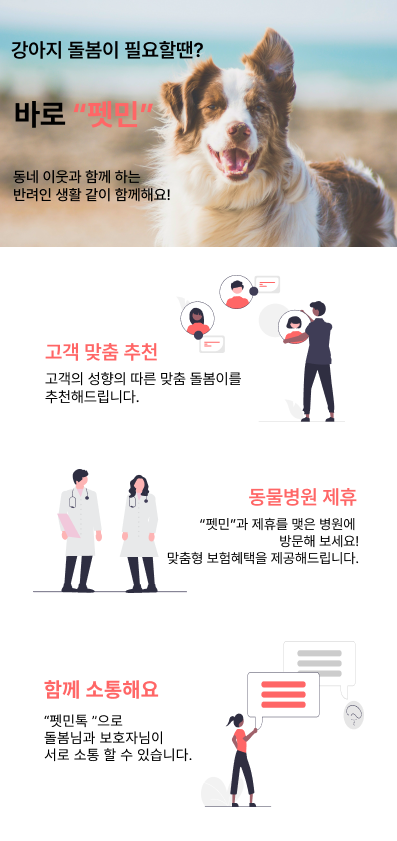 강아지 돌봄이 필요할땐?
바로 ”펫민”
동네 이웃과 함께 하는
반려인 생활 같이 함께해요!
고객 맞춤 추천
고객의 성향의 따른 맞춤 돌봄이를
추천해드립니다.
동물병원 제휴
“펫민”과 제휴를 맺은 병원에
방문해 보세요!
맞춤형 보험혜택을 제공해드립니다.
함께 소통해요
“펫민톡 ”으로
돌봄님과 보호자님이
서로 소통 할 수 있습니다.